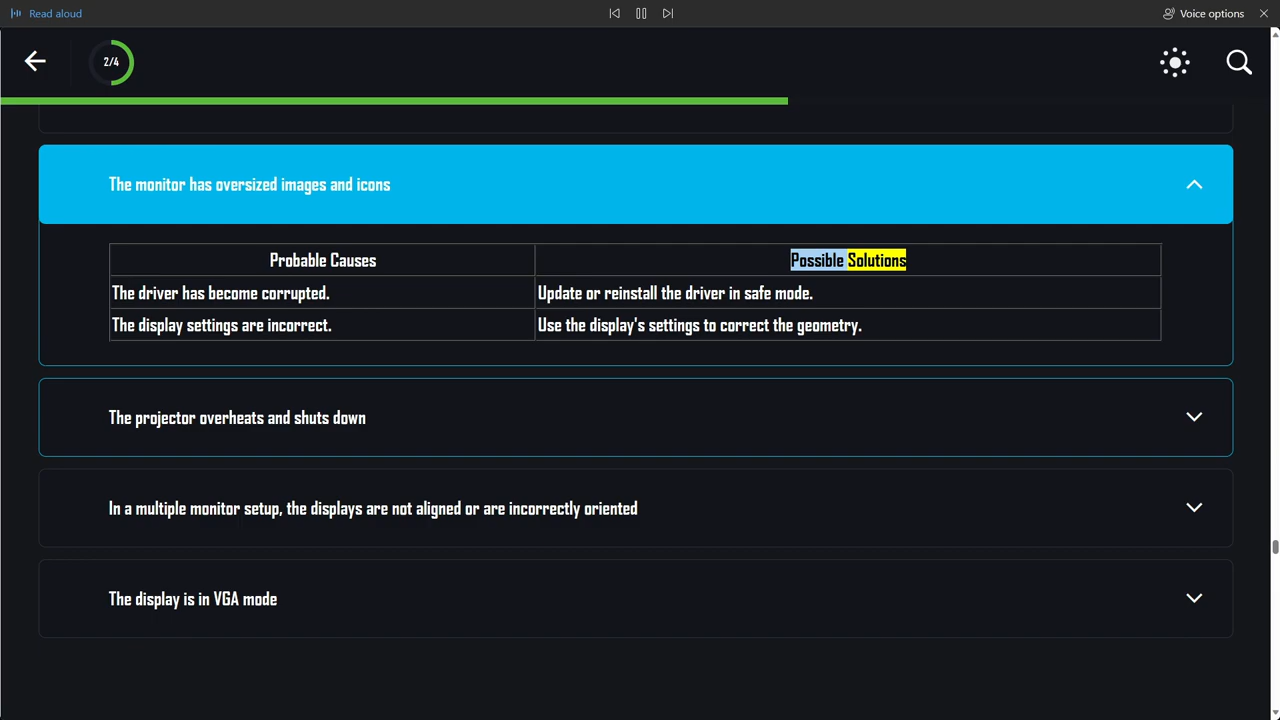 Read aloud
Voice options
2/4
The monitor has oversized images and icons
Probable Causes
Possible Solutions
The driver has become corrupted.
Update or reinstall the driver in safe mode.
The display settings are incorrect.
Use the display's settings to correct the geometry.
The projector overheats and shuts down
In a multiple monitor setup, the displays are not aligned or are incorrectly oriented
The display is in VGA mode